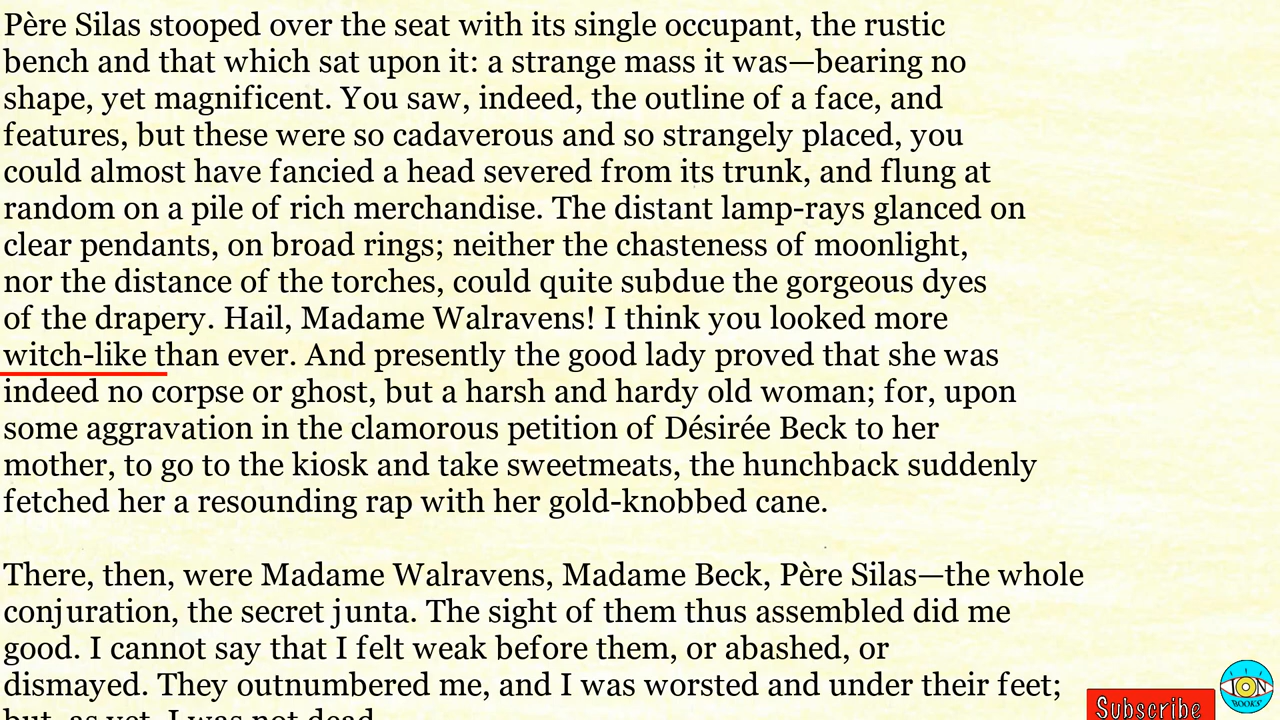 Père Silas stooped over the seat with its single occupant, the rustic
bench and that which sat upon it: a strange mass it was—bearing no
shape, yet magnificent. You saw, indeed, the outline of a face, and
features, but these were so cadaverous and so strangely placed, you
could almost have fancied a head severed from its trunk, and flung at
random on a pile of rich merchandise. The distant lamp-rays glanced on
clear pendants, on broad rings; neither the chasteness of moonlight,
nor the distance of the torches, could quite subdue the gorgeous dyes
of the drapery. Hail, Madame Walravens! I think you looked more
witch-like than ever. And presently the good lady proved that she was
indeed no corpse or ghost, but a harsh and hardy old woman; for, upon
some aggravation in the clamorous petition of Désirée Beck to her
mother, to go to the kiosk and take sweetmeats, the hunchback suddenly
fetched her a resounding rap with her gold-knobbed cane.
There, then, were Madame Walravens, Madame Beck, Père Silas—the whole
conjuration, the secret junta. The sight of them thus assembled did me
good. I cannot say that I felt weak before them, or abashed, or
dismayed. They outnumbered me, and I was worsted and under their feet;
but, as yet, I was not dead.
Subscribe
ION
BOOKS